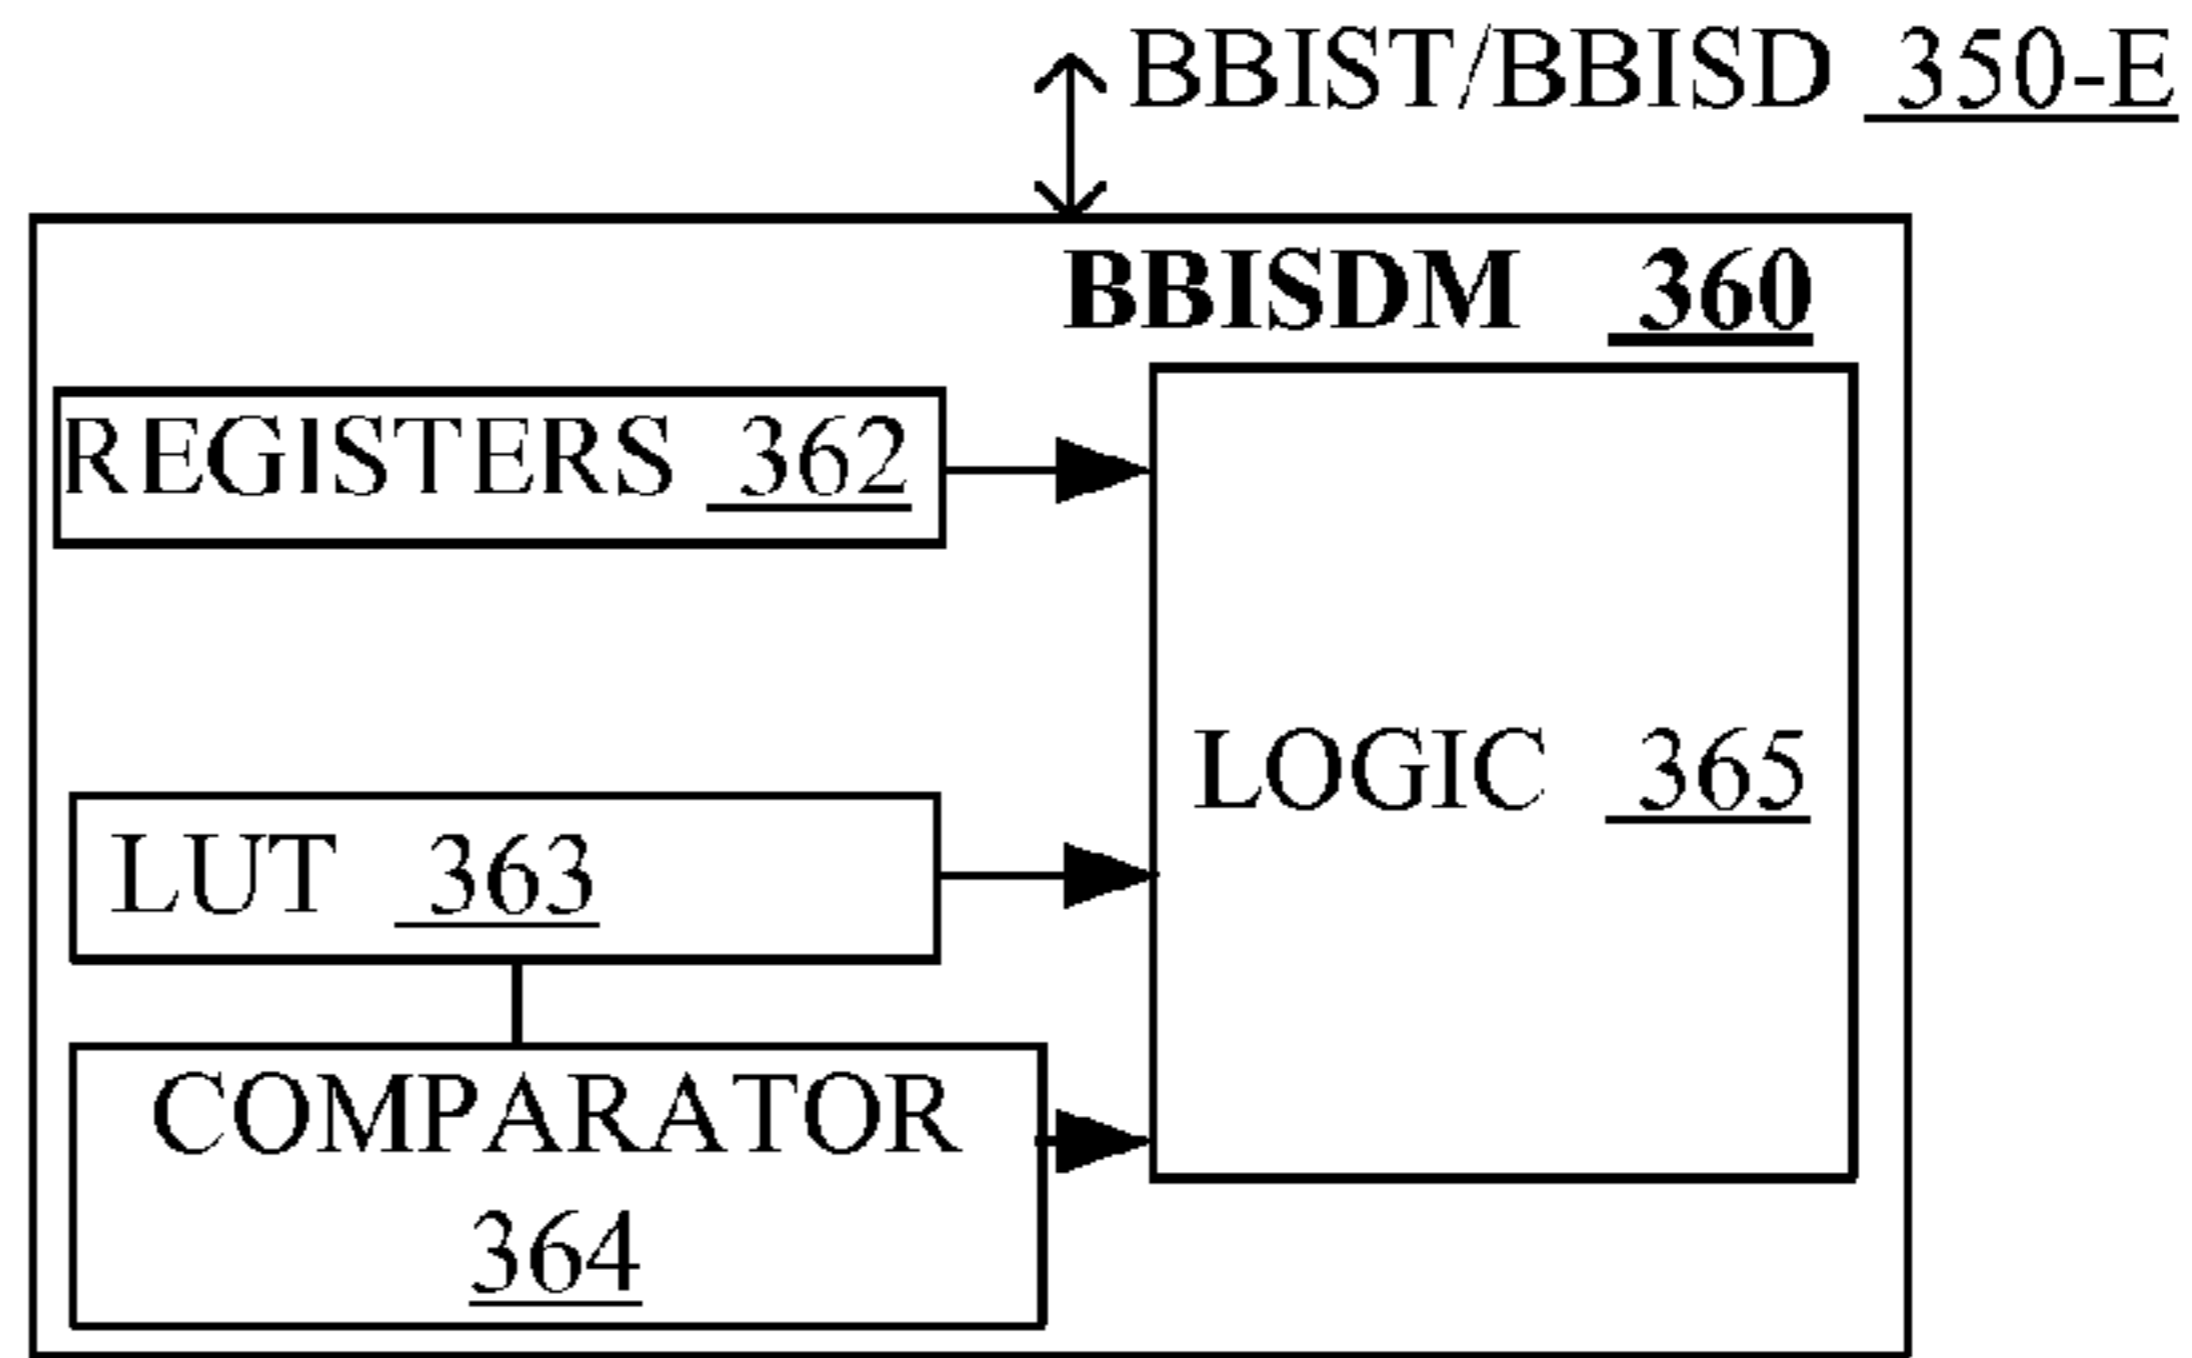 BBIST/BBISD 350-E
BBISDM 360
REGISTERS 362
LOGIC 365
LUT 363
COMPARATOR
364